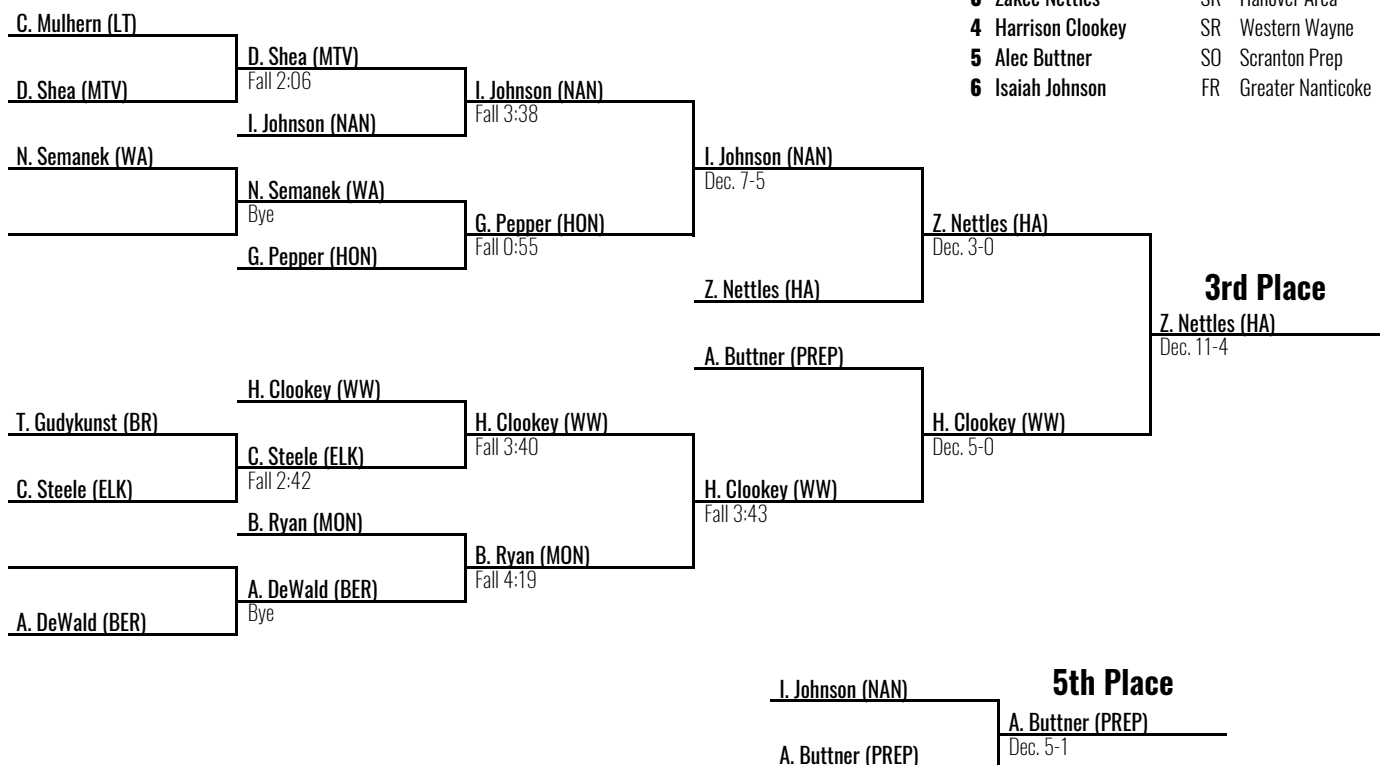 3 Zakee Nettles SR Hanover Area
4 Harrison Clookey SR Western Wayne
5 Alec Buttner SO Scranton Prep
6 Isaiah Johnson FR Greater Nanticoke
C. Mulhern (LT)
D. Shea (MTV)
Fall 2:06
D. Shea (MTV)
I. Johnson (NAN)
Fall 3:38
I. Johnson (NAN)
N. Semanek (WA)
I. Johnson (NAN)
Dec. 7-5
N. Semanek (WA)
Bye
G. Pepper (HON)
Fall 0:55
Z. Nettles (HA)
Dec. 3-0
G. Pepper (HON)
Z. Nettles (HA)
3rd Place
Z. Nettles (HA)
Dec. 11-4
A. Buttner (PREP)
H. Clookey (WW)
T. Gudykunst (BR)
H. Clookey (WW)
Fall 3:40
H. Clookey (WW)
Dec. 5-0
C. Steele (ELK)
Fall 2:42
C. Steele (ELK)
H. Clookey (WW)
Fall 3:43
B. Ryan (MON)
B. Ryan (MON)
Fall 4:19
A. DeWald (BER)
Bye
A. DeWald (BER)
5th Place
I. Johnson (NAN)
A. Buttner (PREP)
Dec. 5-1
A. Buttner (PREP)